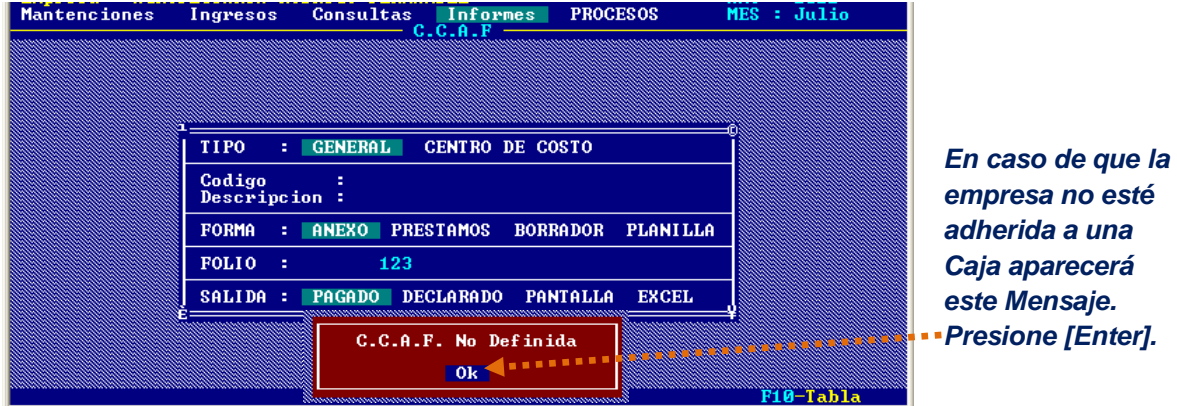 Mantenciones Ingresos Consultas Informes PROCESOS MES : Julio
C.C.A.F
TIPO : GENERAL CENTRO DE COSTO
Codigo :
Descripcion :
FORMA : ANEXO PRESTAMOS BORRADOR PLANILLA
FOLIO : 123
SALIDA : PAGADO DECLARADO PANTALLA EXCEL
C.C.A.F. No Definida
Ok
F10-Tabla
En caso de que la
empresa no esté
adherida a una
Caja aparecerá
este Mensaje.
Presione [Enter].